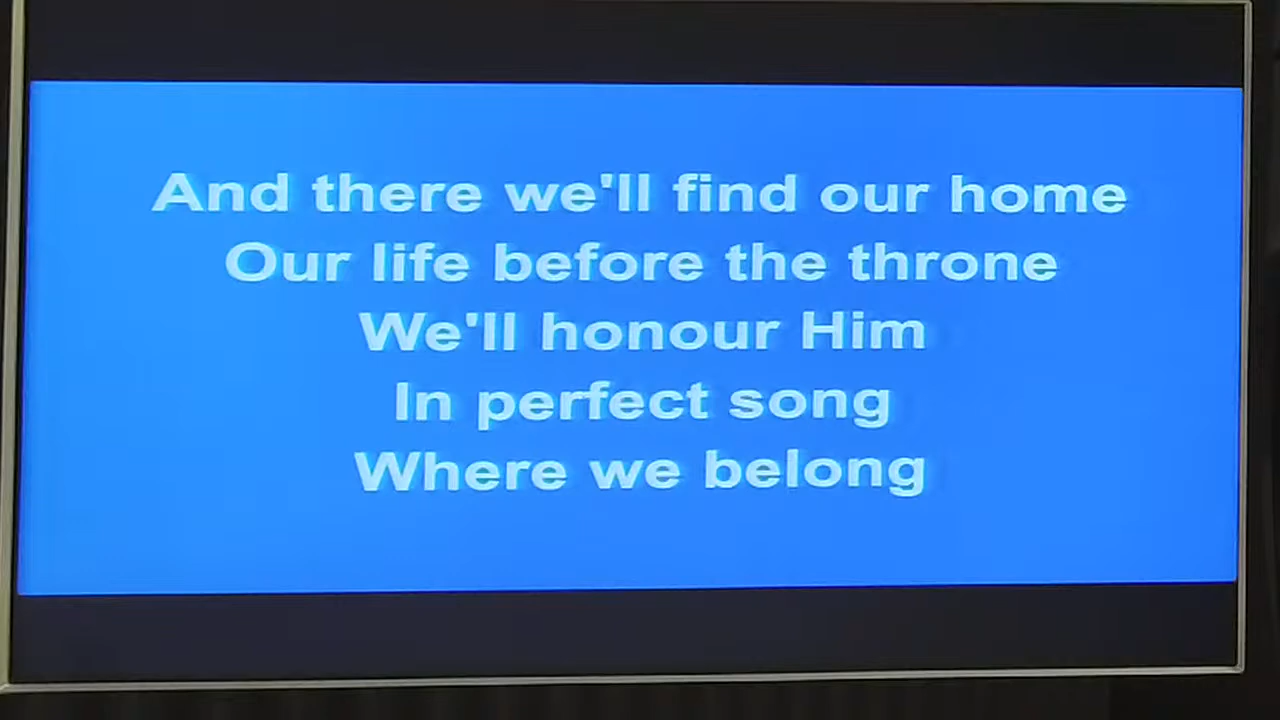 And there we'll find our home
Our life before the throne
We'll honour Him
In perfect song
Where we belong